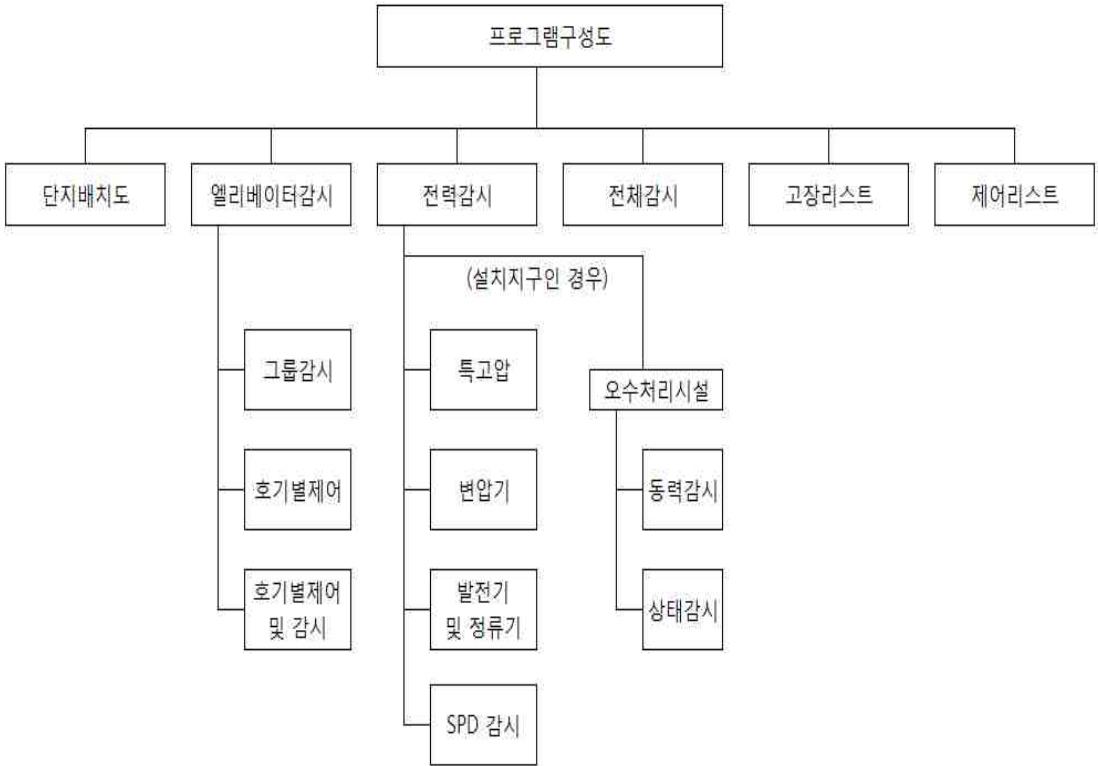 프로그램구성도
단지배치도
엘리베이터감시
전력감시
전체감시
고장리스트
제어리스트
(설치지구인 경우)
그룹감시
특고압
오수처리시설
호기별제어
변압기
동력감시
호기별제어
및 감시
발전기
및 정류기
상태감시
SPD 감시